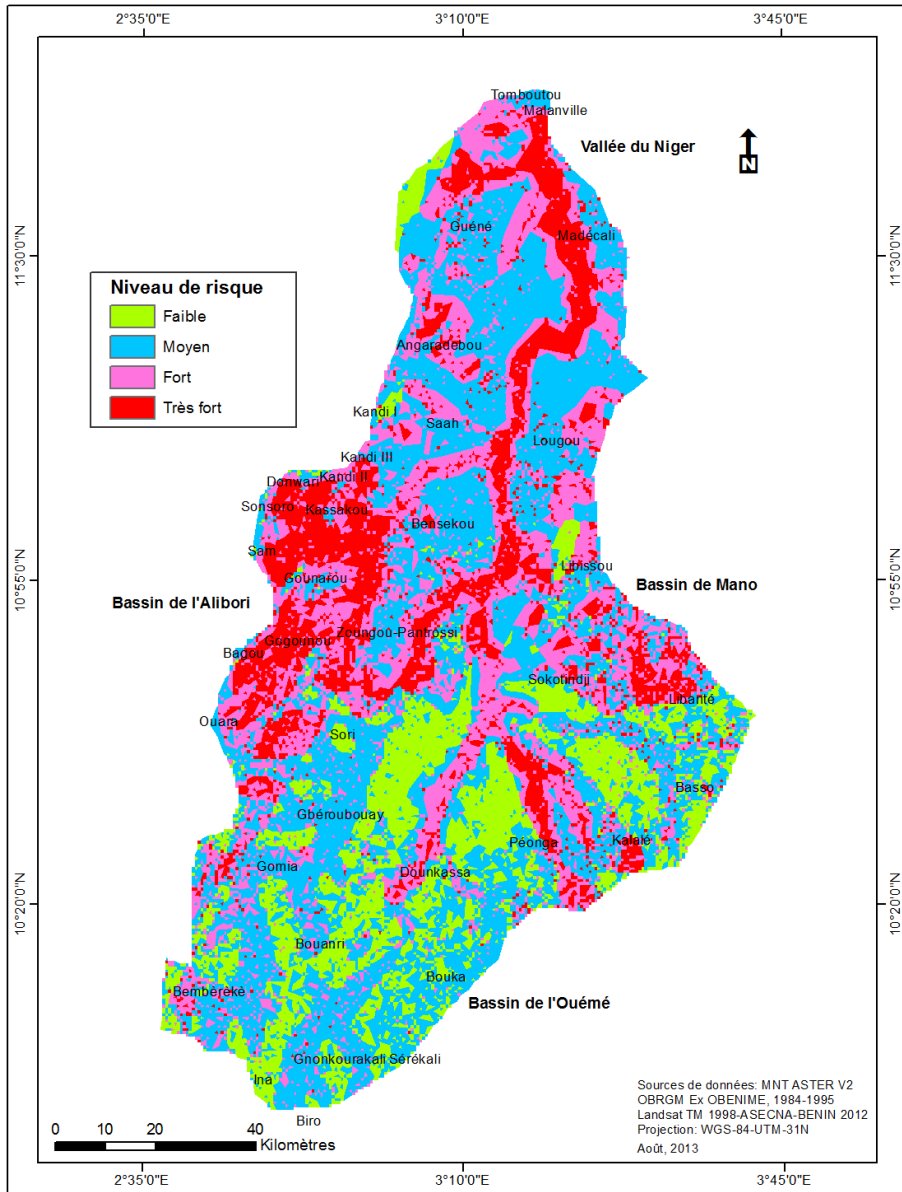 2°35'0"E
3°10'0"E
3°45'0"E
Tomboutou
Malanville
Vallée du Niger
N
Guéné
Madécali
11°30'0"N
11°30'0"N
Niveau de risque
Faible
Moyen
Fort
Très fort
Angaradébou
Kandi I
Saah
Lougou
Kandi III
Kandi II
Donwari
Sonsoro
Kassakou
Bensékou
Sam
Gounarou
Libissou
10°55'0"N
10°55'0"N
Bassin de Mano
Bassin de l'Alibori
Zoungou-Pantrossi
Gogounou
Bagou
Sokotindji
Libanté
Ouara
Sori
Basso
Gbéroubouay
Péonga
Kalalé
Gomia
Dounkassa
10°20'0"N
10°20'0"N
Bouanri
Bouka
Bembèrèkè
Bassin de l'Ouémé
Gnonkourakali
Sérékali
Ina
Biro
Sources de données: MNT ASTER V2
OBRGM Ex OBENIME, 1984-1995
Landsat TM 1998-ASECNA-BENIN 2012
Projection: WGS-84-UTM-31N
Août, 2013
0 10 20 40
Kilomètres
2°35'0"E
3°10'0"E
3°45'0"E